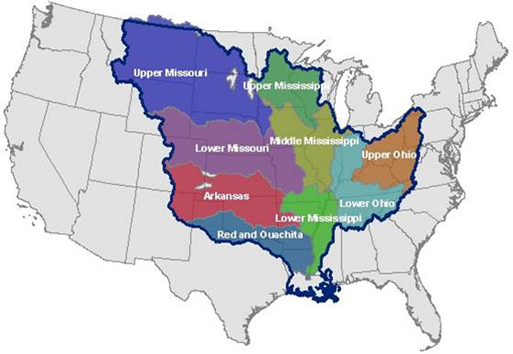 Upper Missouri
Upper Mississippi
Middle Mississippi
Lower Missouri
Upper Ohio
Arkansas
Lower Ohio
Lower Mississippi
Red and Ouachita